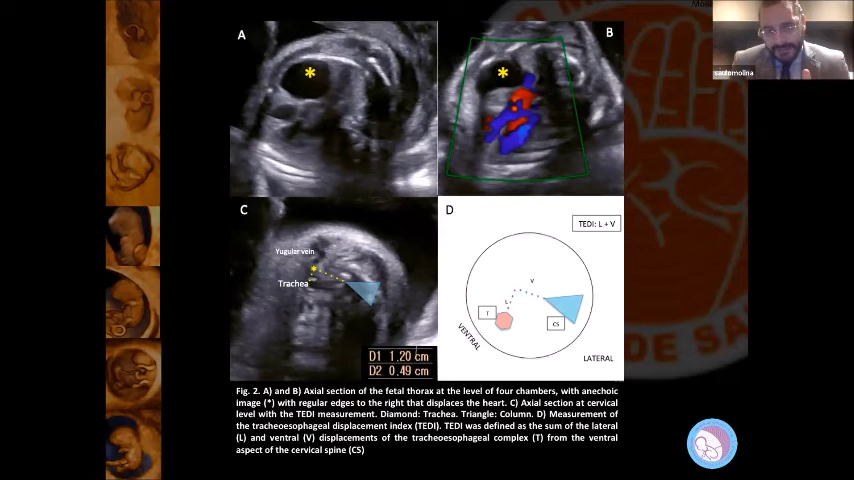 A
*
B
*
saulomolina
C
Yugular vein
*
Trachea
D1 1.20 cm
D2 0.49 cm
D
TEDI: L + V
V
L
T
CS
VENTRAL
LATERAL
Fig. 2. A) and B) Axial section of the fetal thorax at the level of four chambers, with anechoic
image (*) with regular edges to the right that displaces the heart. C) Axial section at cervical
level with the TEDI measurement. Diamond: Trachea. Triangle: Column. D) Measurement of
the tracheoesophageal displacement index (TEDI). TEDI was defined as the sum of the lateral
(L) and ventral (V) displacements of the tracheoesophageal complex (T) from the ventral
aspect of the cervical spine (CS)
DE SA